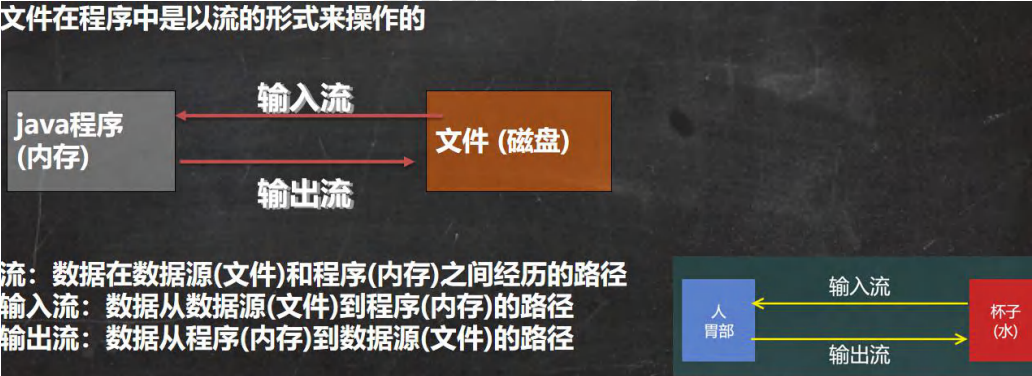 文件在程序中是以流的形式来操作的
输入流
java程序
(内存)
文件 (磁盘)
输出流
流：数据在数据源(文件)和程序(内存)之间经历的路径
输入流：数据从数据源(文件)到程序(内存)的路径
输出流：数据从程序(内存)到数据源(文件)的路径
输入流
人
胃部
杯子
(水)
输出流